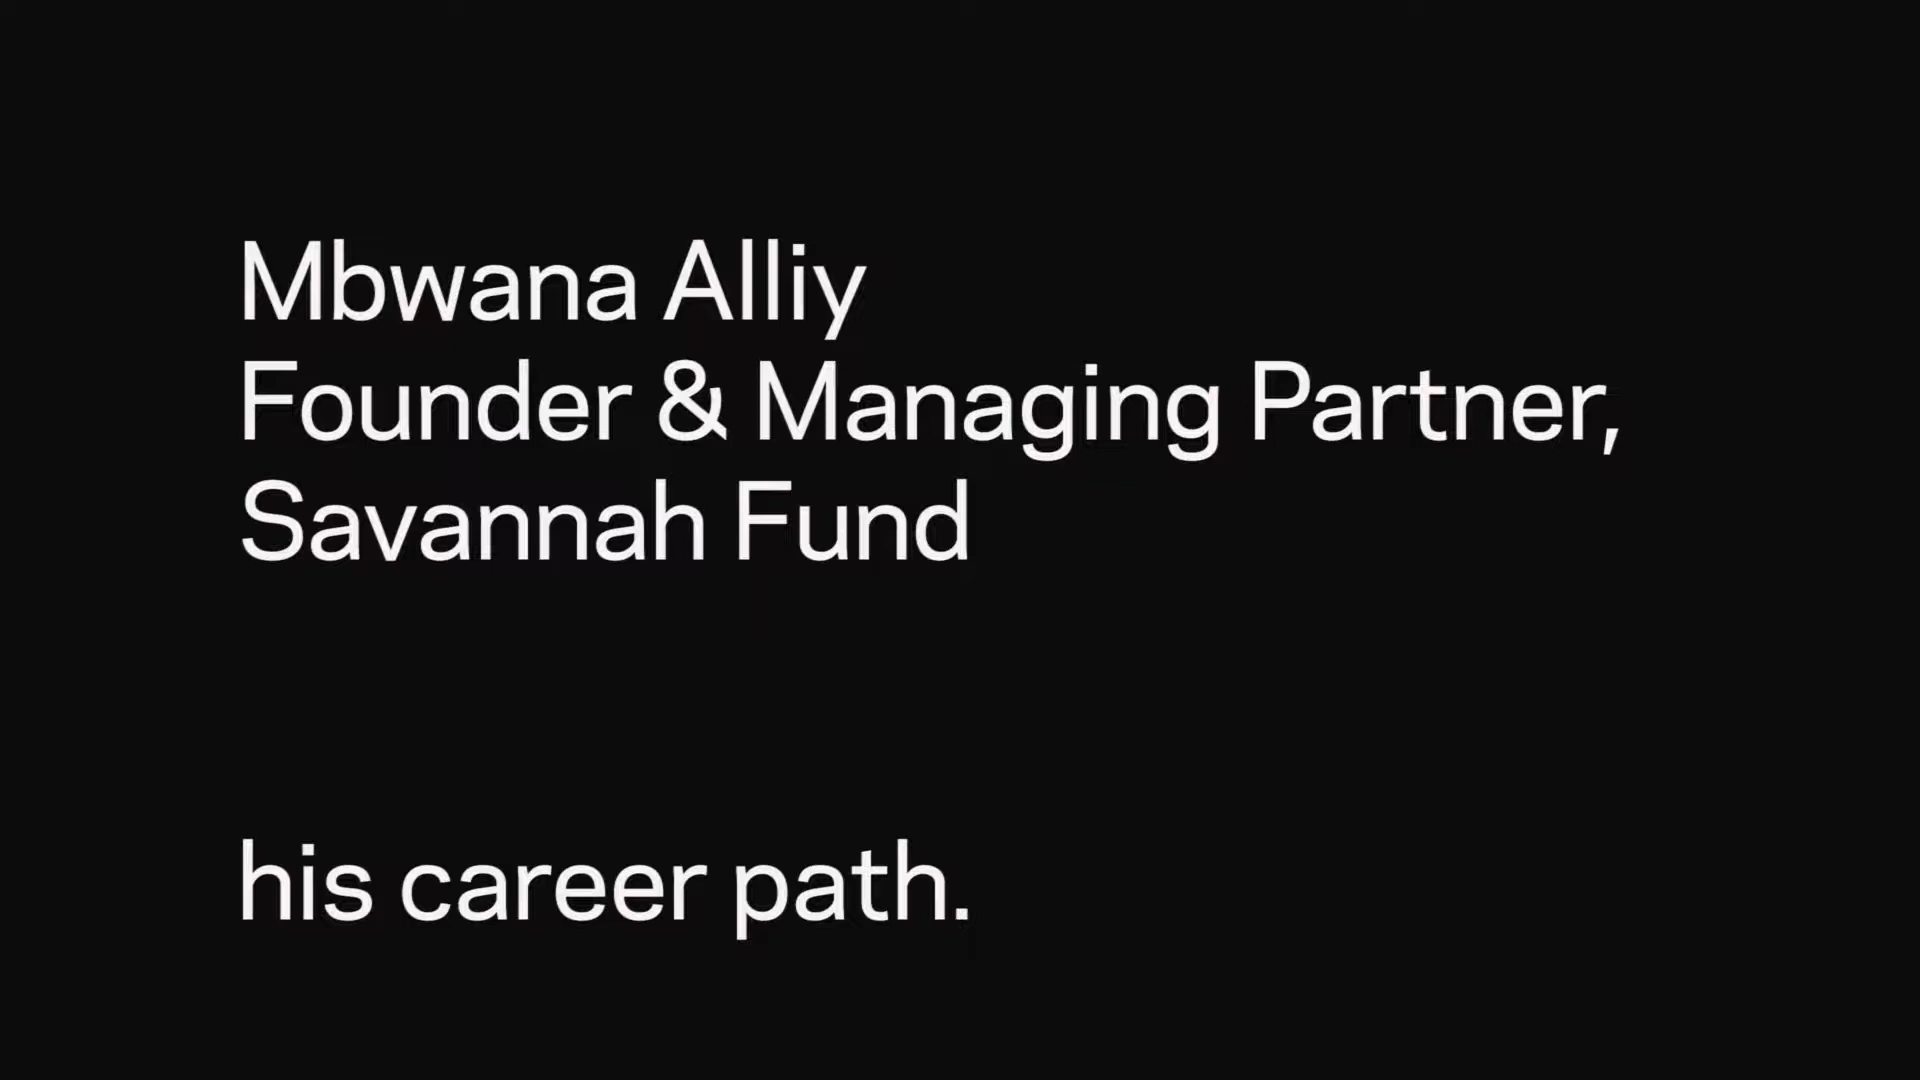 Mbwana Alliy
Founder & Managing Partner,
Savannah Fund
his career path.